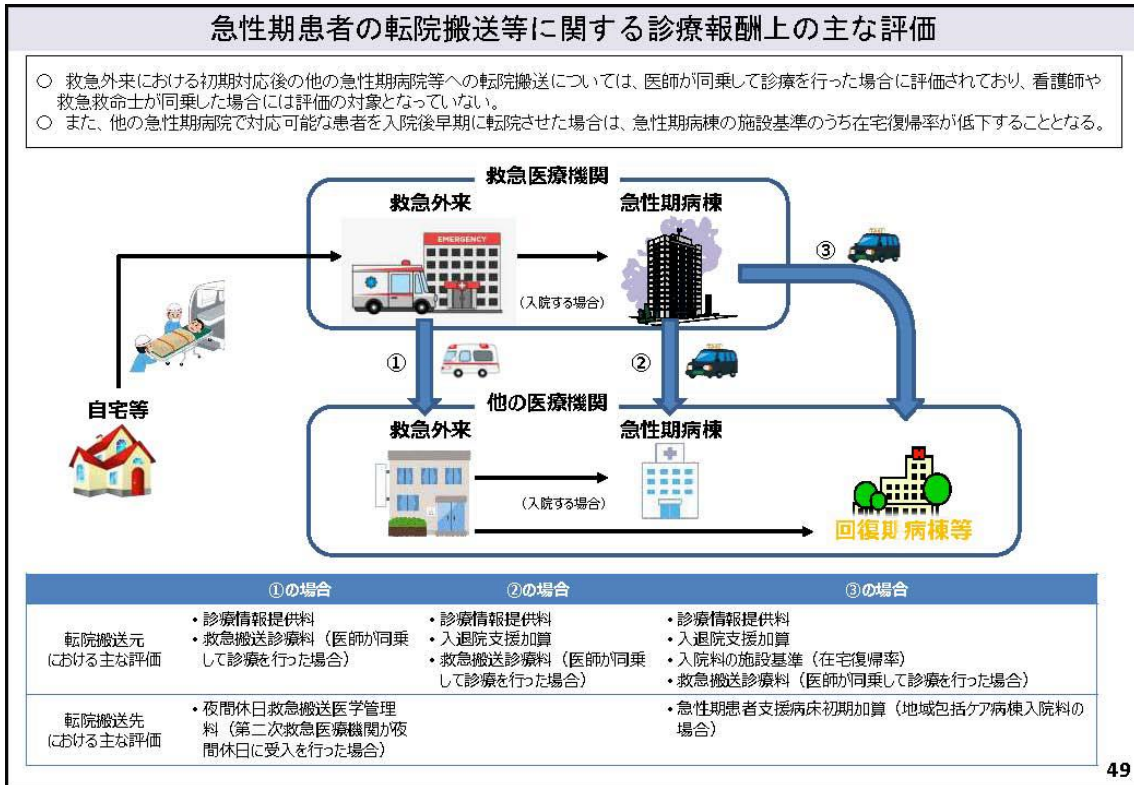 急性期患者の転院搬送等に関する診療報酬上の主な評価
○ 救急外来における初期対応後の他の急性期病院等への転院搬送については、医師が同乗して診療を行った場合に評価されており、看護師や
救急救命士が同乗した場合には評価の対象となっていない。
○ また、他の急性期病院で対応可能な患者を入院後早期に転院させた場合は、急性期病棟の施設基準のうち在宅復帰率が低下することとなる。
救急医療機関
救急外来
急性期病棟
EMERGENCY
(入院する場合)
③
TAXI
①
②
TAXI
自宅等
他の医療機関
救急外来
急性期病棟
(入院する場合)
H
回復期病棟等
①の場合
②の場合
③の場合
転院搬送元
における主な評価
・診療情報提供料
・救急搬送診療料（医師が同乗
して診療を行った場合）
・診療情報提供料
・入退院支援加算
・救急搬送診療料（医師が同乗
して診療を行った場合）
・診療情報提供料
・入退院支援加算
・入院料の施設基準（在宅復帰率）
・救急搬送診療料（医師が同乗して診療を行った場合）
転院搬送先
における主な評価
・夜間休日救急搬送医学管理
料（第二次救急医療機関が夜
間休日に受入を行った場合）
・急性期患者支援病床初期加算（地域包括ケア病棟入院料の
場合）
49